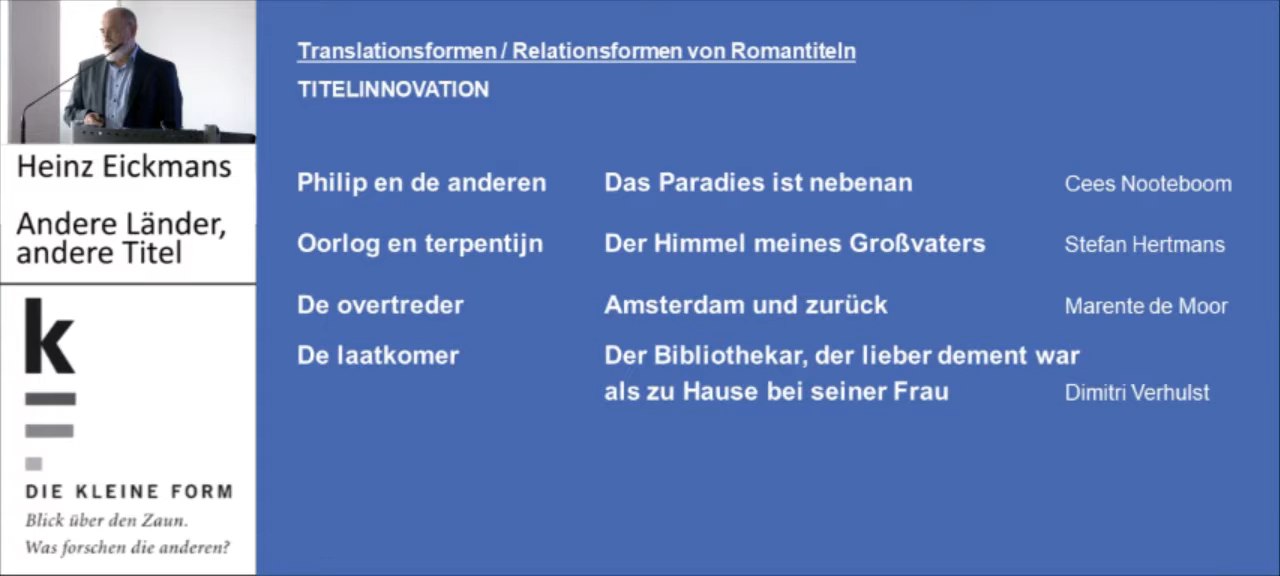 Heinz Eickmans
Andere Länder,
andere Titel
k
DIE KLEINE FORM
Blick über den Zaun.
Was forschen die anderen?
Translationsformen / Relationsformen von Romantiteln
TITELINNOVATION
Philip en de anderen Das Paradies ist nebenan Cees Nooteboom
Oorlog en terpentijn Der Himmel meines Großvaters Stefan Hertmans
De overtreder Amsterdam und zurück Marente de Moor
De laatkomer Der Bibliothekar, der lieber dement war
als zu Hause bei seiner Frau Dimitri Verhulst